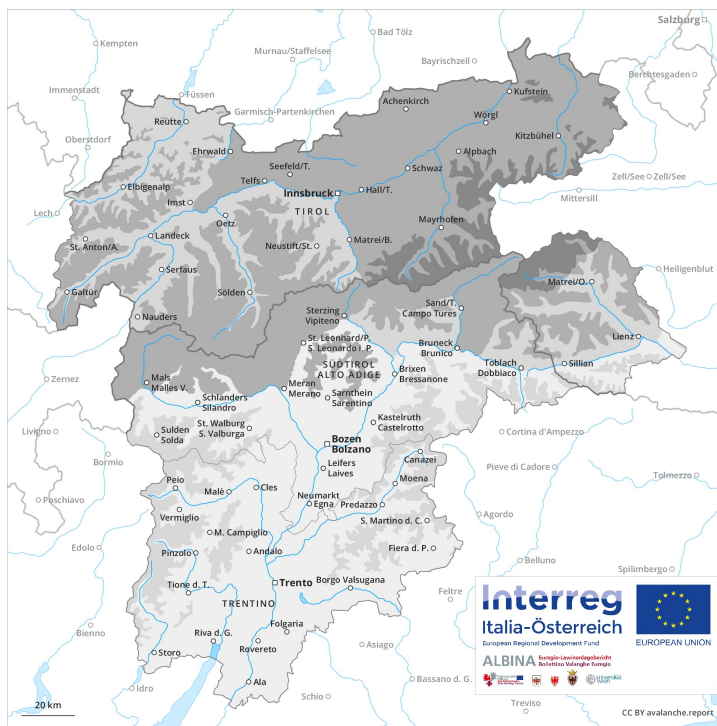 Salzburg
Kempten
Bad Tölz
Murnau/Staffelsee
Bayrischzell
Berchtesgaden
Immenstadt
Füssen
Garmisch-Partenkirchen
Achenkirch
Kufstein
Oberstdorf
Reutte
Wörgl
Kitzbühel
Ehrwald
Alpbach
Seefeld/T.
Schwaz
Zell/See
Zell/See
Telfs
Elbigenalp
Innsbruck
Hall/T.
Mittersill
Imst
TIROL
Lech
Oetz
Mayrhofen
St. Anton/A.
Landeck
Neustift/St.
Matrei/B.
Serfaus
Heiligenblut
Galtür
Sölden
Matrei/O.
Nauders
Sterzing
Vipiteno
Sand/T.
Campo Tures
Lienz
St. Leonhard/P.
S. Leonardo i. P.
Bruneck
Brunico
Toblach
Dobbiaco
Sillian
SÜDTIROL
ALTO ADIGE
Brixen
Bressanone
Zernez
Mals
Malles V.
Meran
Merano
Sarnthein
Sarentino
Schlanders
Silandro
St. Walburg
S. Valburga
Kastelruth
Castelrotto
Livigno
Sulden
Solda
Bozen
Bolzano
Cortina d'Ampezzo
Bormio
Leifers
Laives
Canazei
Pieve di Cadore
Tolmezzo
Peio
Malè
Cles
Moena
Poschiavo
Neumarkt
Egna
Predazzo
Vermiglio
Agordo
S. Martino d. C.
M. Campiglio
Edolo
Pinzolo
Andalo
Fiera d. P.
Belluno
Spilimbergo
Tione d. T.
Trento
Borgo Valsugana
Feltre
TRENTINO
Folgaria
Bienno
Riva d. G.
Rovereto
Asiago
Storo
Ala
Idro
Schio
Bassano d. G.
Treviso
Interreg
Italia-Österreich
European Regional Development Fund
EUROPEAN UNION
ALBINA
Euregio-Lawinenlagebericht
Bollettino Valanghe Euregio
universität
wien
20 km
CC BY avalanche.report